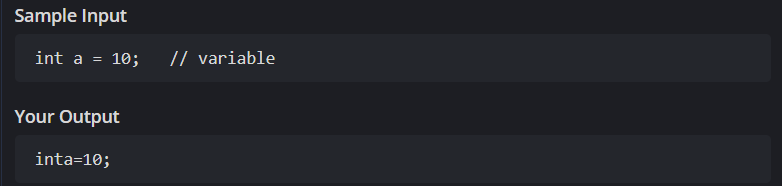 Sample Input
int a = 10;   // variable
Your Output
inta=10;